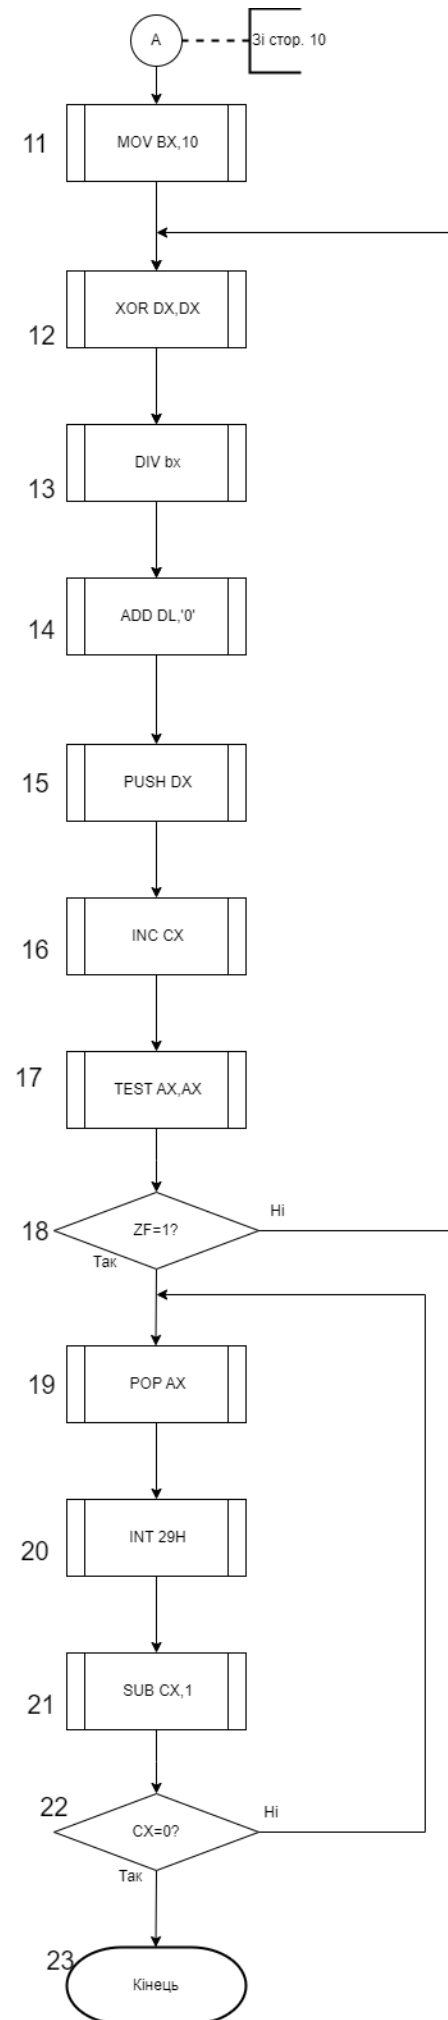 А
Зі стор. 10
11
MOV BX,10
12
XOR DX,DX
13
DIV bx
14
ADD DL,'0'
15
PUSH DX
16
INC CX
17
TEST AX,AX
18
ZF=1?
Ні
Так
19
POP AX
20
INT 29H
21
SUB CX,1
22
CX=0?
Ні
Так
23
Кінець